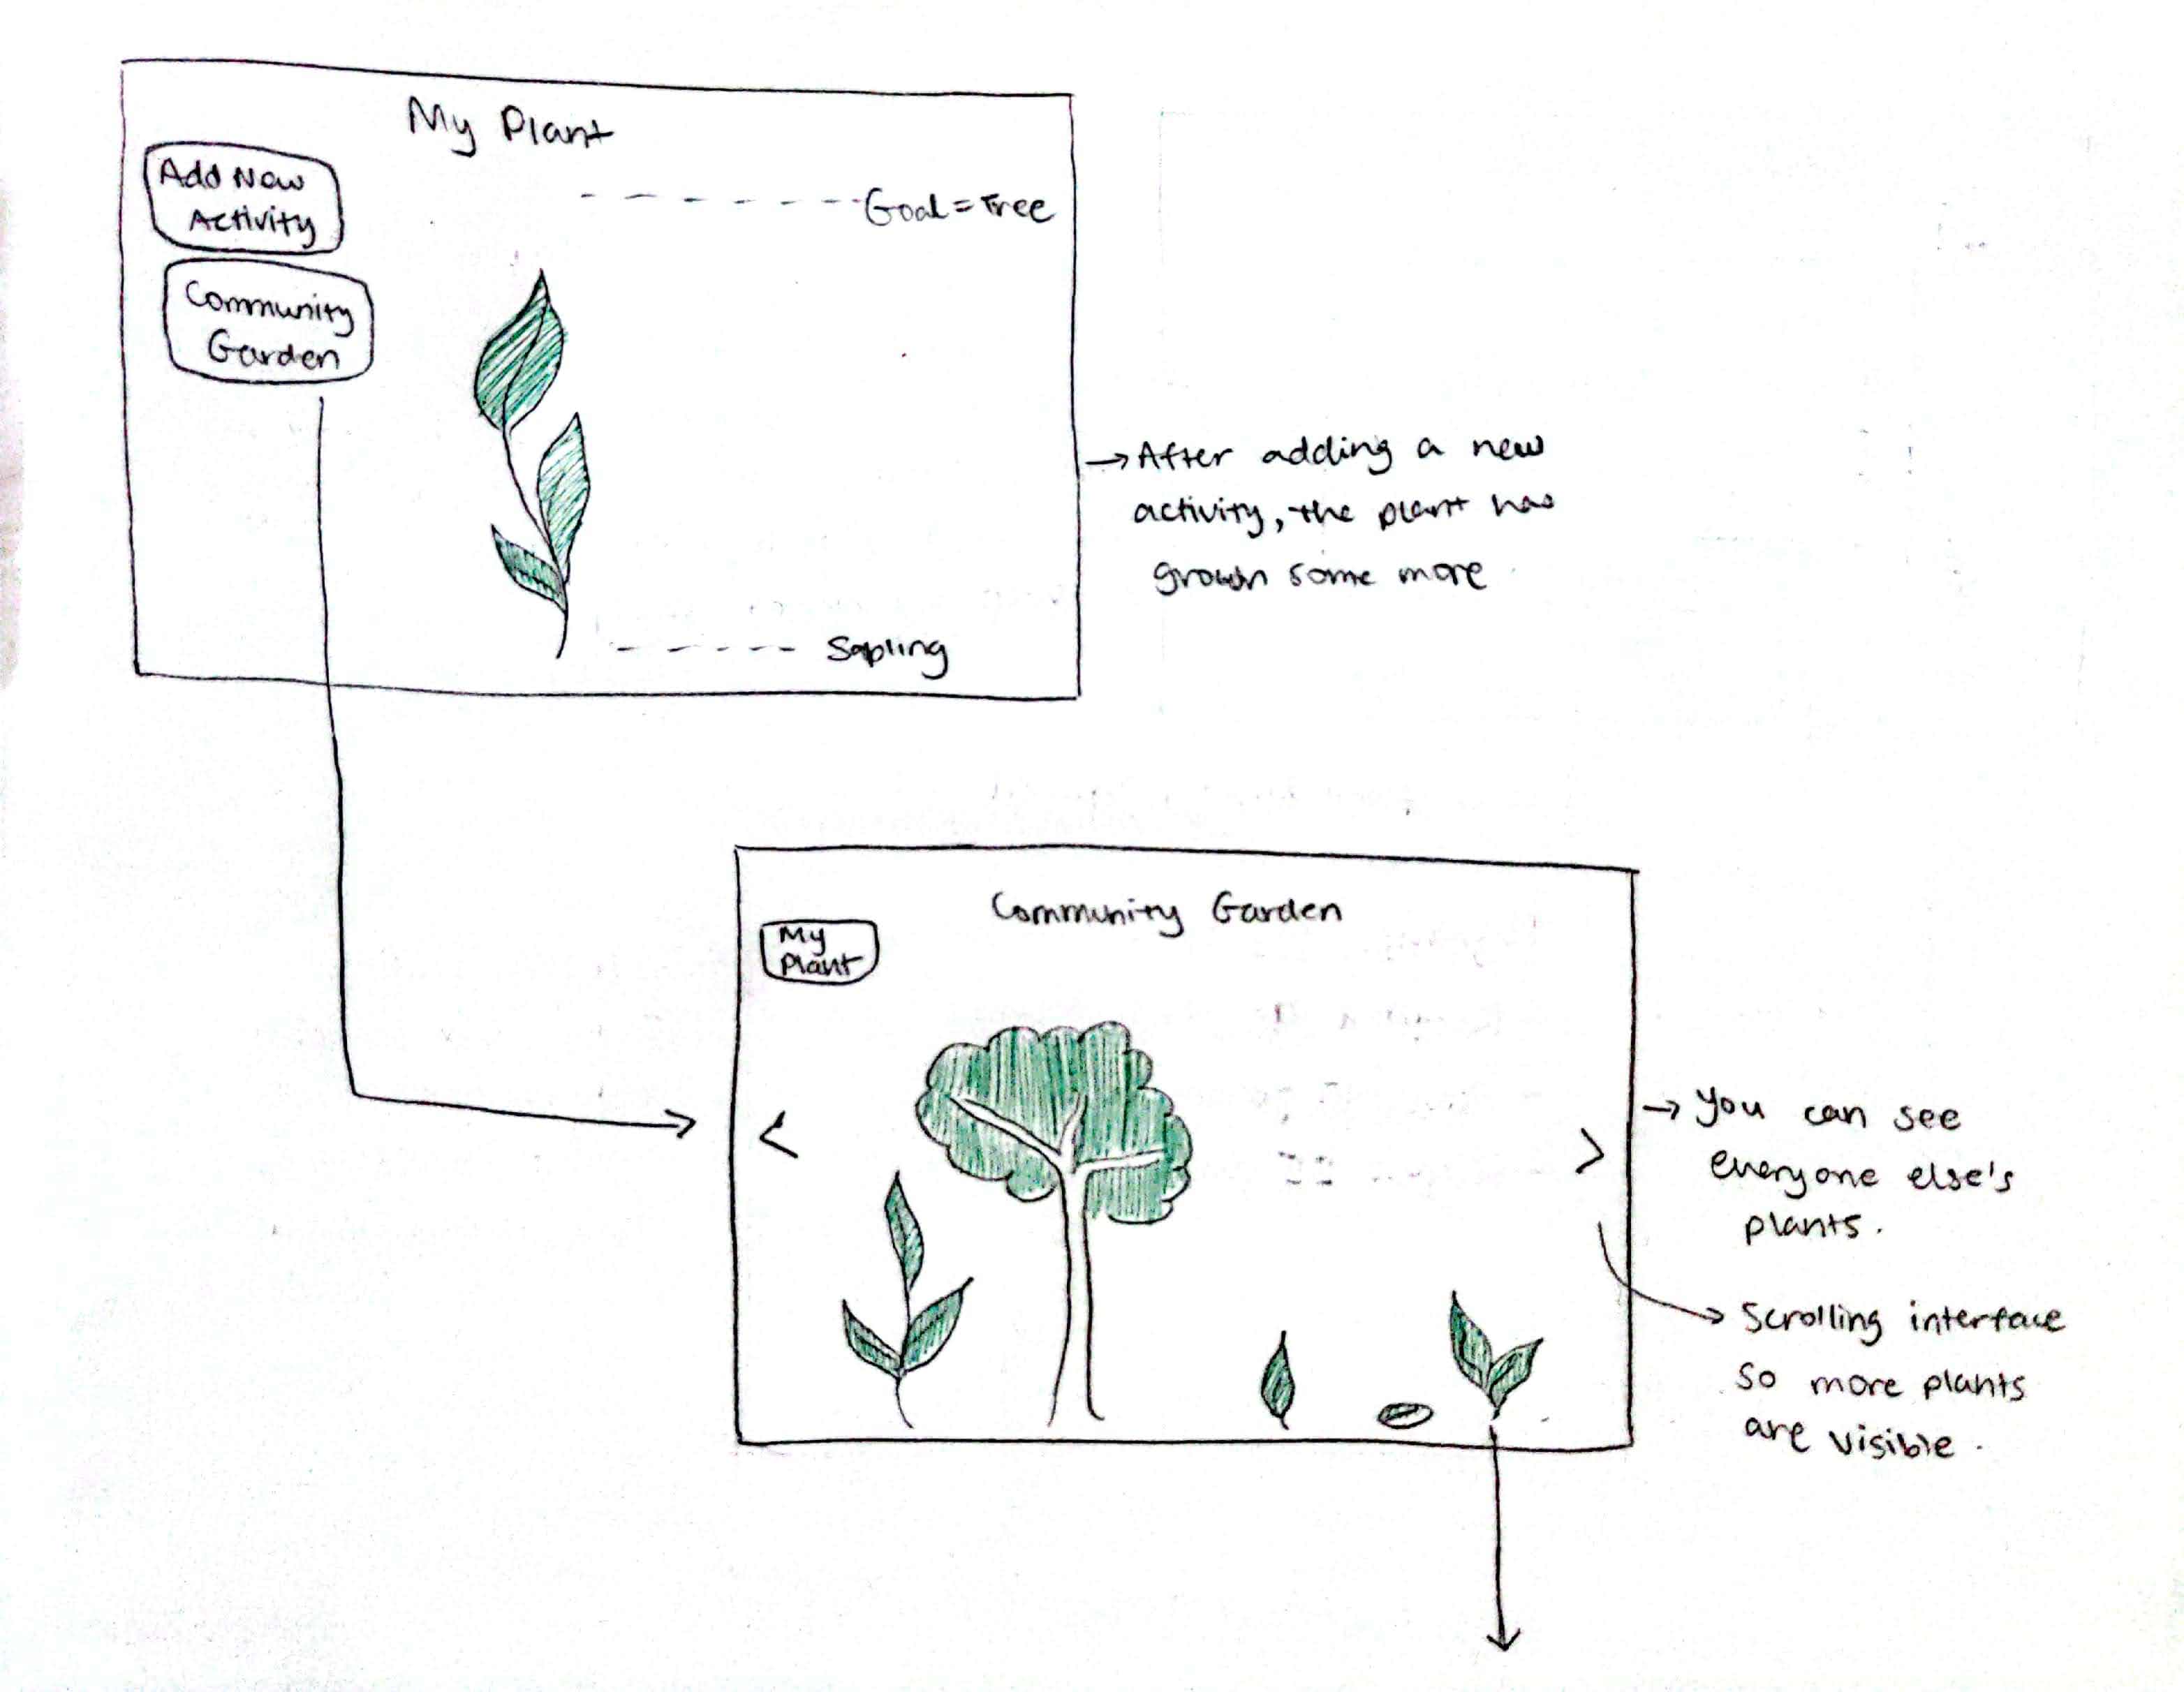 My Plant
Add New
Activity
Goal = Tree
Community
Garden
→ After adding a new
activity, the plant has
grown some more
Sapling
Community Garden
My
Plant
<
>
→ you can see
everyone else's
plants.
Scrolling interface
so more plants
are visible.